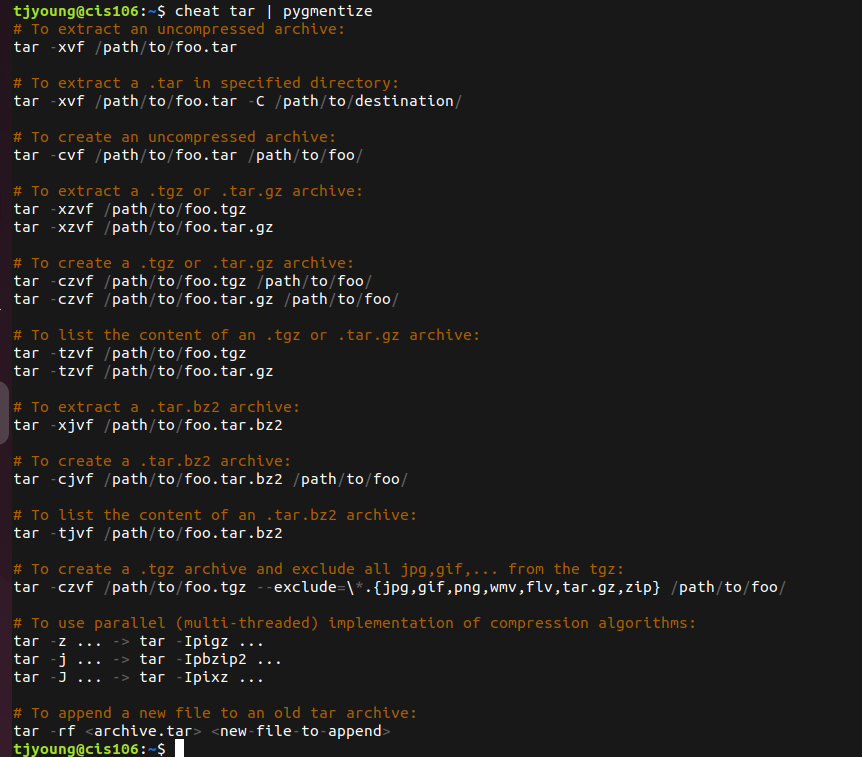 tjyoung@cis106:~$ cheat tar | pygmentize
# To extract an uncompressed archive:
tar -xvf /path/to/foo.tar
# To extract a .tar in specified directory:
tar -xvf /path/to/foo.tar -C /path/to/destination/
# To create an uncompressed archive:
tar -cvf /path/to/foo.tar /path/to/foo/
# To extract a .tgz or .tar.gz archive:
tar -xzvf /path/to/foo.tgz
tar -xzvf /path/to/foo.tar.gz
# To create a .tgz or .tar.gz archive:
tar -czvf /path/to/foo.tgz /path/to/foo/
tar -czvf /path/to/foo.tar.gz /path/to/foo/
# To list the content of an .tgz or .tar.gz archive:
tar -tzvf /path/to/foo.tgz
tar -tzvf /path/to/foo.tar.gz
# To extract a .tar.bz2 archive:
tar -xjvf /path/to/foo.tar.bz2
# To create a .tar.bz2 archive:
tar -cjvf /path/to/foo.tar.bz2 /path/to/foo/
# To list the content of an .tar.bz2 archive:
tar -tjvf /path/to/foo.tar.bz2
# To create a .tgz archive and exclude all jpg,gif,... from the tgz:
tar -czvf /path/to/foo.tgz --exclude=\*.{jpg,gif,png,wmv,flv,tar.gz,zip} /path/to/foo/
# To use parallel (multi-threaded) implementation of compression algorithms:
tar -z ... -> tar -Ipigz ...
tar -j ... -> tar -Ipbzip2 ...
tar -J ... -> tar -Ipixz ...
# To append a new file to an old tar archive:
tar -rf <archive.tar> <new-file-to-append>
tjyoung@cis106:~$